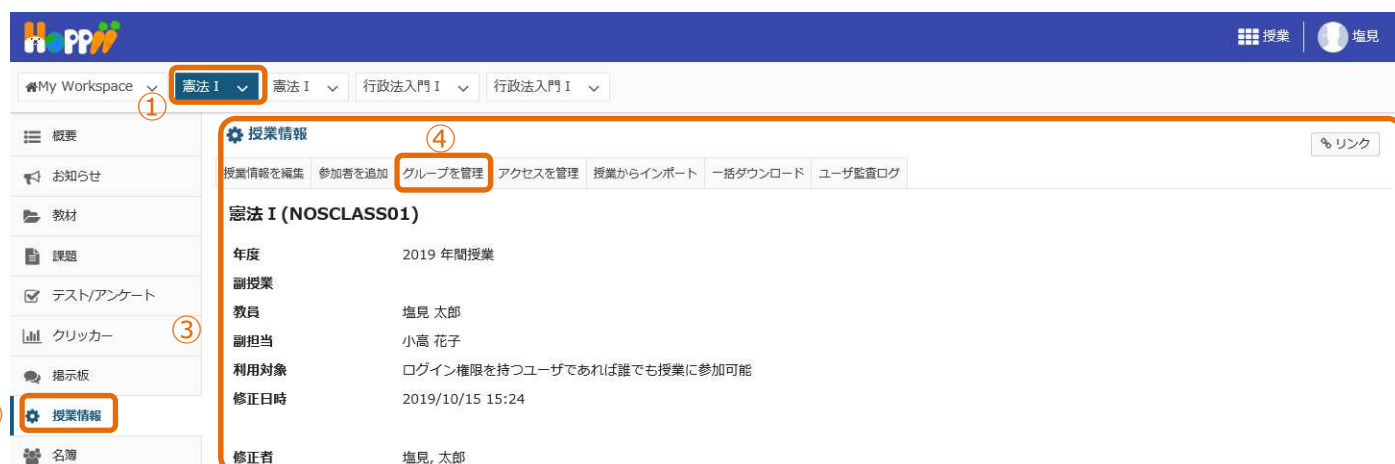 Hoppii
授業 塩見
My Workspace 憲法 I 憲法 I 行政法入門 I 行政法入門 I
①
概要
お知らせ
教材
課題
テスト/アンケート
クリッカー
③
掲示板
授業情報
名簿
授業情報
④
リンク
授業情報を編集 参加者を追加 グループを管理 アクセスを管理 授業からインポート 一括ダウンロード ユーザ監査ログ
憲法 I (NOSCLASS01)
年度 2019 年間授業
副授業
教員 塩見 太郎
副担当 小高 花子
利用対象 ログイン権限を持つユーザであれば誰でも授業に参加可能
修正日時 2019/10/15 15:24
修正者 塩見, 太郎